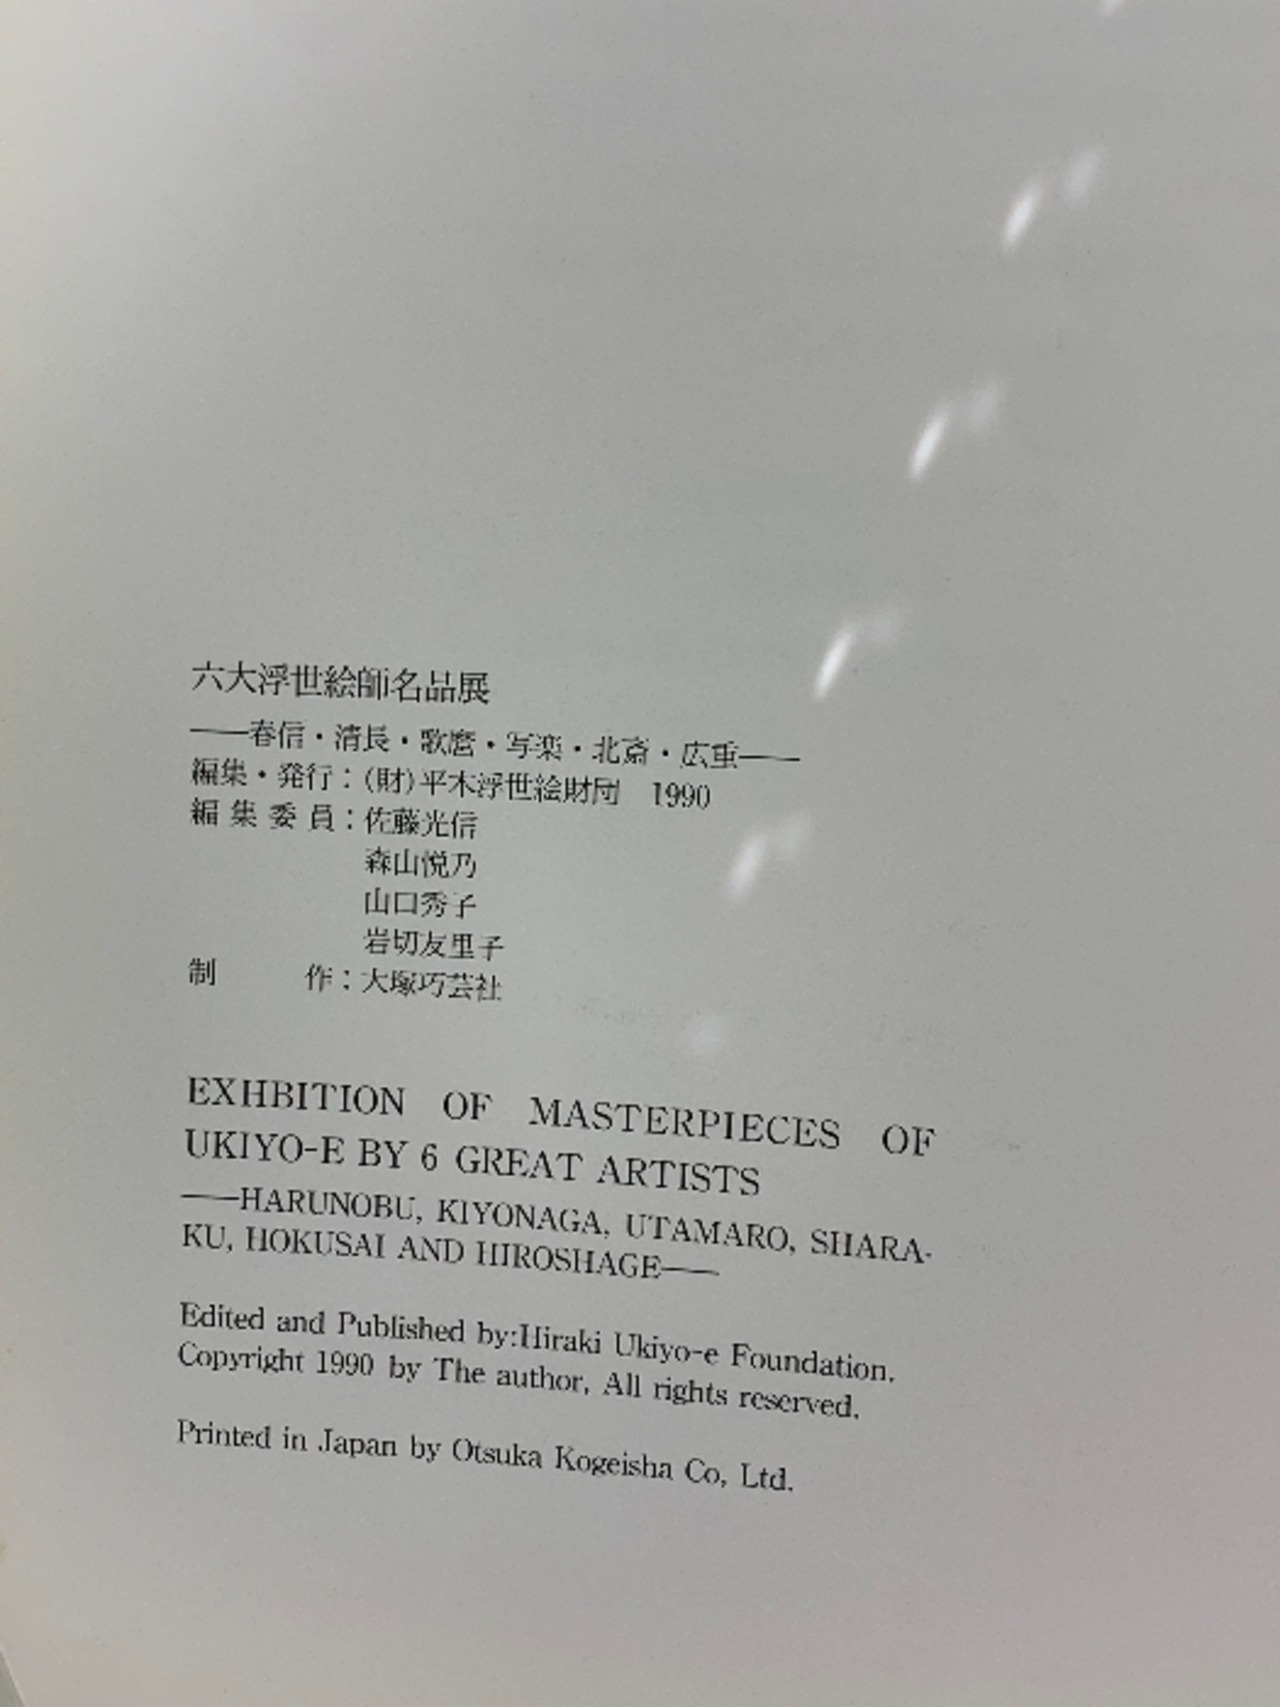 六大浮世絵師名品展
――春信・清長・歌麿・写楽・北斎・広重――
編集・発行：(財)平木浮世絵財団 1990
編集委員：佐藤光信
森山悦乃
山口秀子
岩切友里子
制作：大塚巧芸社
EXHBITION OF MASTERPIECES OF
UKIYO-E BY 6 GREAT ARTISTS
――HARUNOBU, KIYONAGA, UTAMARO, SHARA-
KU, HOKUSAI AND HIROSHAGE――
Edited and Published by:Hiraki Ukiyo-e Foundation.
Copyright 1990 by The author, All rights reserved.
Printed in Japan by Otsuka Kogeisha Co, Ltd.